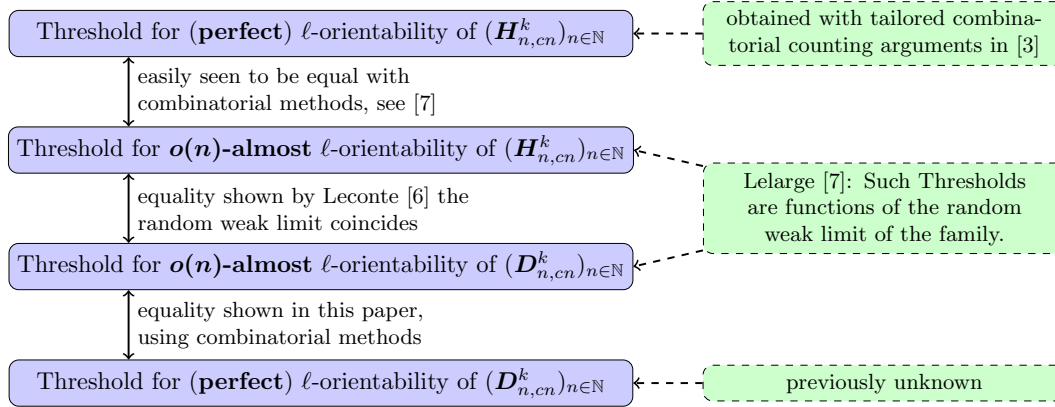 Threshold for (perfect) ℓ-orientability of (H^k_{n,cn})_{n∈ℕ}
obtained with tailored combina-
torial counting arguments in [3]
easily seen to be equal with
combinatorial methods, see [7]
Threshold for o(n)-almost ℓ-orientability of (H^k_{n,cn})_{n∈ℕ}
equality shown by Leconte [6] the
random weak limit coincides
Lelarge [7]: Such Thresholds
are functions of the random
weak limit of the family.
Threshold for o(n)-almost ℓ-orientability of (D^k_{n,cn})_{n∈ℕ}
equality shown in this paper,
using combinatorial methods
Threshold for (perfect) ℓ-orientability of (D^k_{n,cn})_{n∈ℕ}
previously unknown